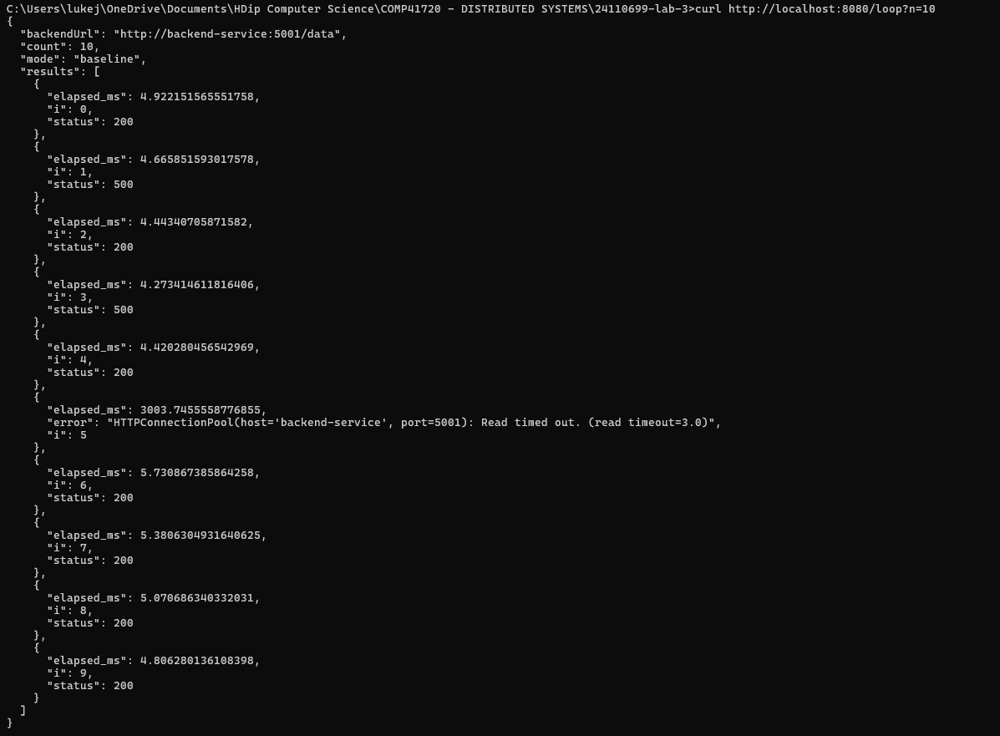 C:\Users\lukej\OneDrive\Documents\HDip Computer Science\COMP41720 - DISTRIBUTED SYSTEMS\24110699-lab-3>curl http://localhost:8080/loop?n=10
{
  "backendUrl": "http://backend-service:5001/data",
  "count": 10,
  "mode": "baseline",
  "results": [
    {
      "elapsed_ms": 4.922151565551758,
      "i": 0,
      "status": 200
    },
    {
      "elapsed_ms": 4.665851593017578,
      "i": 1,
      "status": 500
    },
    {
      "elapsed_ms": 4.44340705871582,
      "i": 2,
      "status": 200
    },
    {
      "elapsed_ms": 4.273414611816406,
      "i": 3,
      "status": 500
    },
    {
      "elapsed_ms": 4.420280456542969,
      "i": 4,
      "status": 200
    },
    {
      "elapsed_ms": 3003.7455558776855,
      "error": "HTTPConnectionPool(host='backend-service', port=5001): Read timed out. (read timeout=3.0)",
      "i": 5
    },
    {
      "elapsed_ms": 5.730867385864258,
      "i": 6,
      "status": 200
    },
    {
      "elapsed_ms": 5.3806304931640625,
      "i": 7,
      "status": 200
    },
    {
      "elapsed_ms": 5.070686340332031,
      "i": 8,
      "status": 200
    },
    {
      "elapsed_ms": 4.806280136108398,
      "i": 9,
      "status": 200
    }
  ]
}